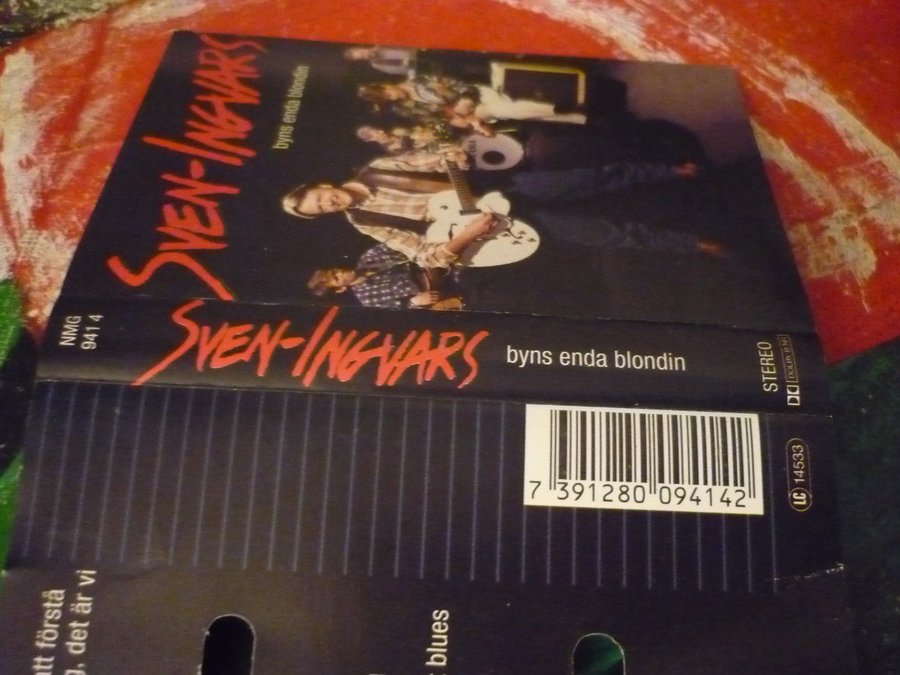 SVEN-INGVARS
byns enda blondin
NMG
941 4
SVEN-INGVARS
byns enda blondin
STEREO
7 391280 094142
LC 14533
att förstå
, det är vi
blues